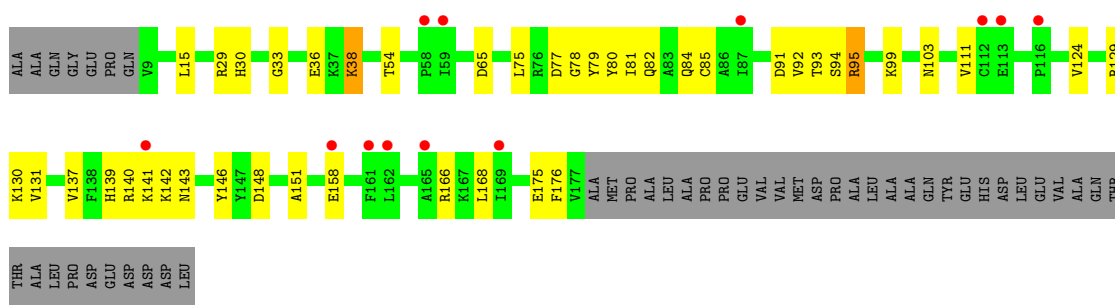 ALA ALA GLN GLY GLU PRO GLN V9 L15 R29 H30 G33 E36 K37 K38 T54 P58 I59 D65 L75 R76 D77 G78 Y79 Y80 I81 Q82 A83 Q84 C85 A86 I87 D91 V92 T93 S94 R95 K99 N103 V111 C112 E113 P116 V124
K130 V131 V137 F138 H139 R140 K141 K142 N143 Y146 Y147 D148 A151 E158 F161 L162 A165 R166 K167 L168 I169 E175 F176 V177 ALA MET PRO ALA LEU ALA PRO PRO GLU VAL VAL MET ASP PRO ALA LEU ALA ALA GLN TYR GLU HIS ASP LEU GLU VAL ALA GLN THR
THR ALA LEU PRO ASP GLU ASP ASP ASP LEU